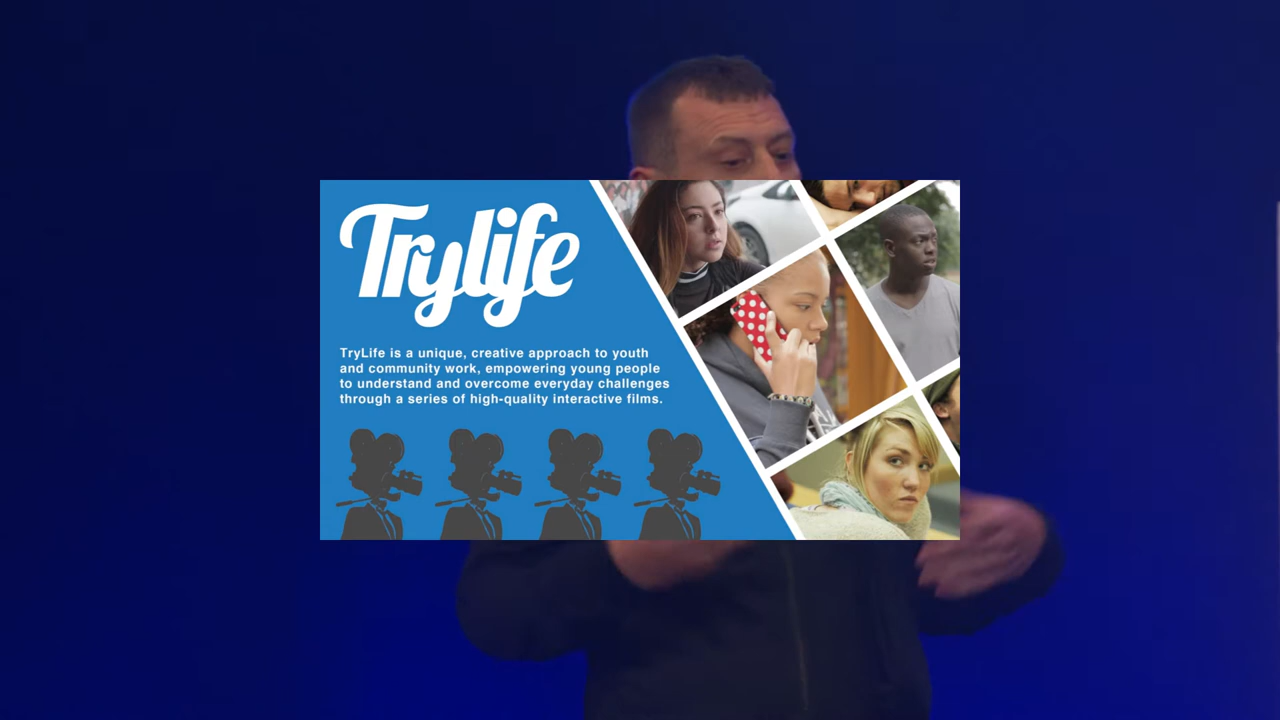 Trylife
TryLife is a unique, creative approach to youth
and community work, empowering young people
to understand and overcome everyday challenges
through a series of high-quality interactive films.